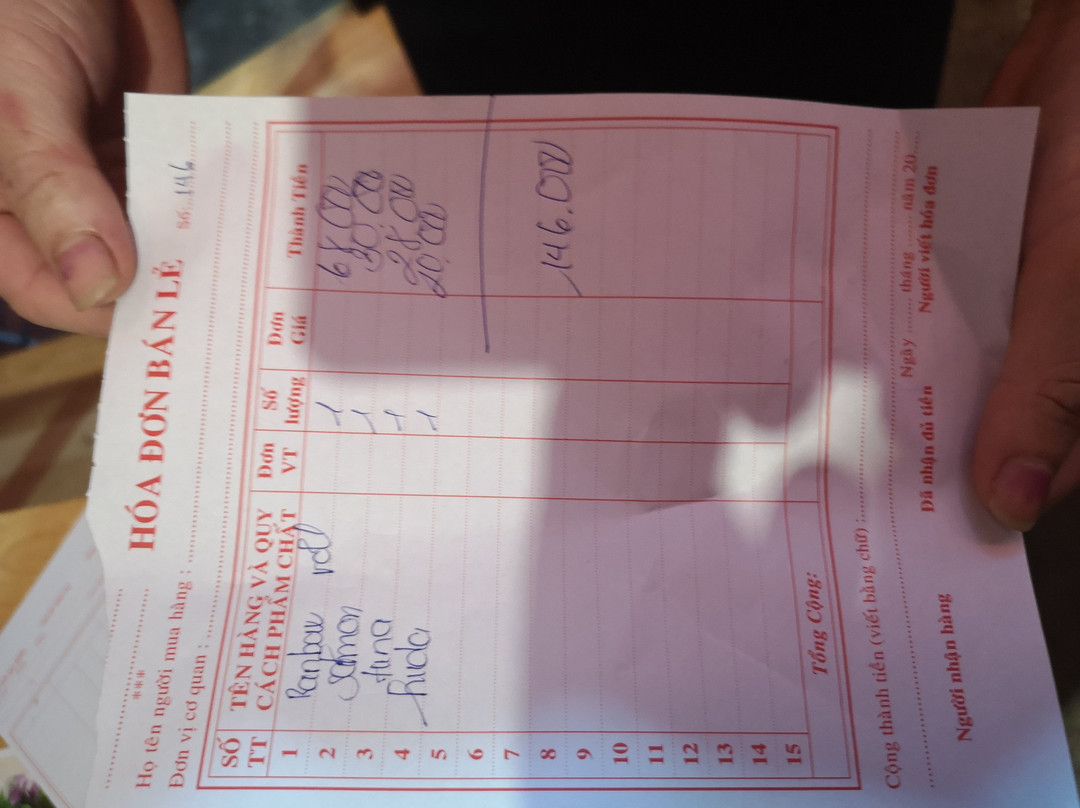 ***
HÓA ĐƠN BÁN LẺ
Số 146
Họ tên người mua hàng :
Đơn vị cơ quan :
SỐ TT TÊN HÀNG VÀ QUY CÁCH PHẨM CHẤT Đơn VT Số lượng Đơn Giá Thành Tiền
1 Rainbow roll 1 68.000
2 Salmon 1 30.000
3 tuna 1 28.000
4 huda 1 20.000
5
6
7
8 146.000
9
10
11
12
13
14
15
Tổng Cộng:
Cộng thành tiền (viết bằng chữ) :
Ngày tháng năm 20
Người nhận hàng Đã nhận đủ tiền Người viết hóa đơn